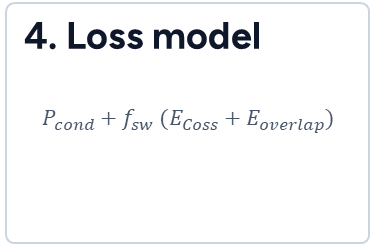 4. Loss model
P_cond + f_sw (E_Coss + E_overlap)